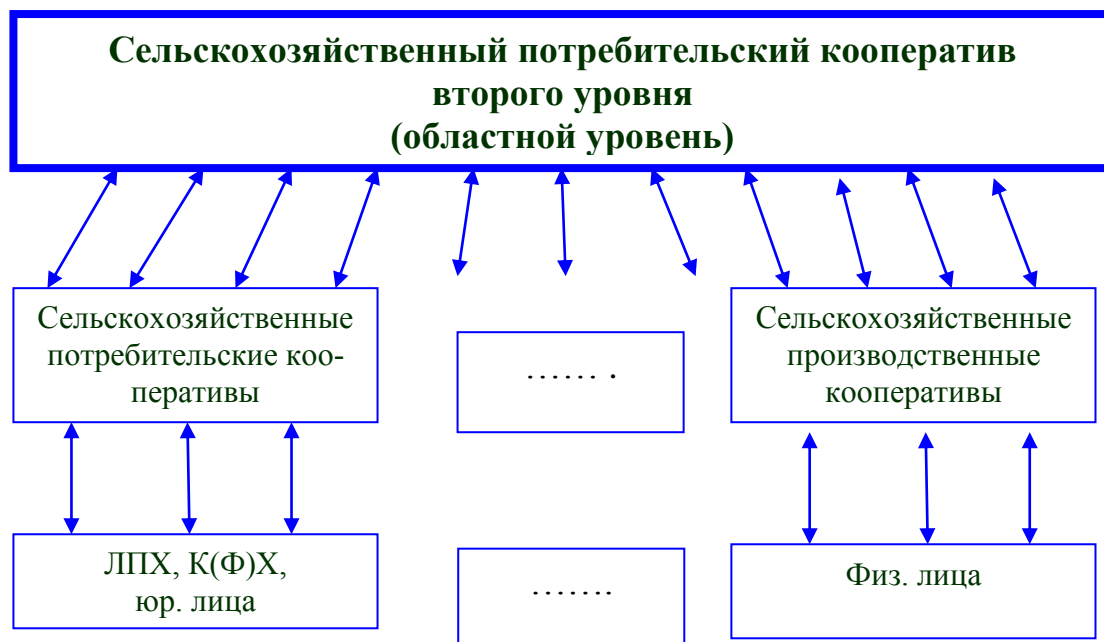 Сельскохозяйственный потребительский кооператив
второго уровня
(областной уровень)
Сельскохозяйственные
потребительские коо-
перативы
…… .
Сельскохозяйственные
производственные
кооперативы
ЛПХ, К(Ф)Х,
юр. лица
…….
Физ. лица